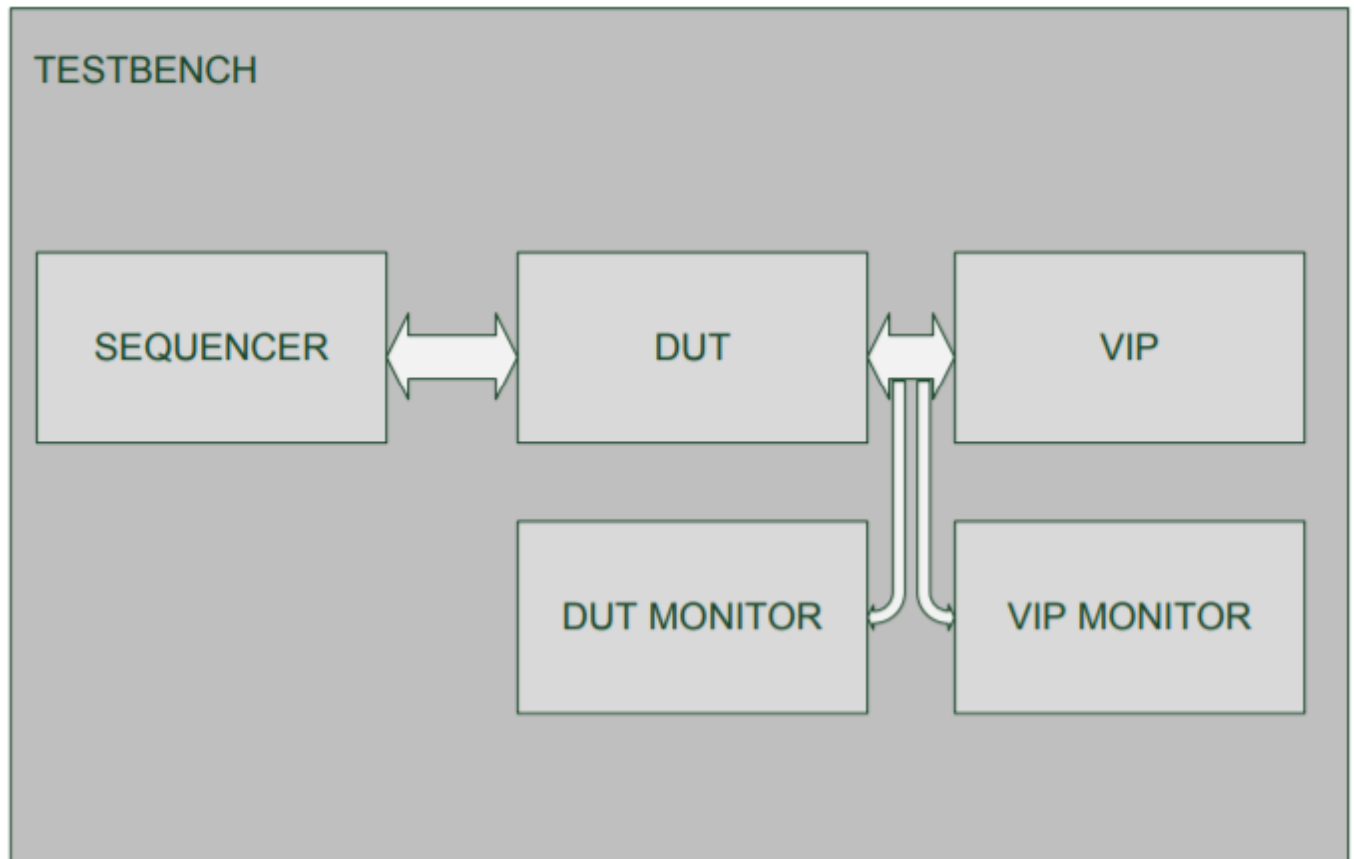 TESTBENCH
SEQUENCER
DUT
VIP
DUT MONITOR
VIP MONITOR